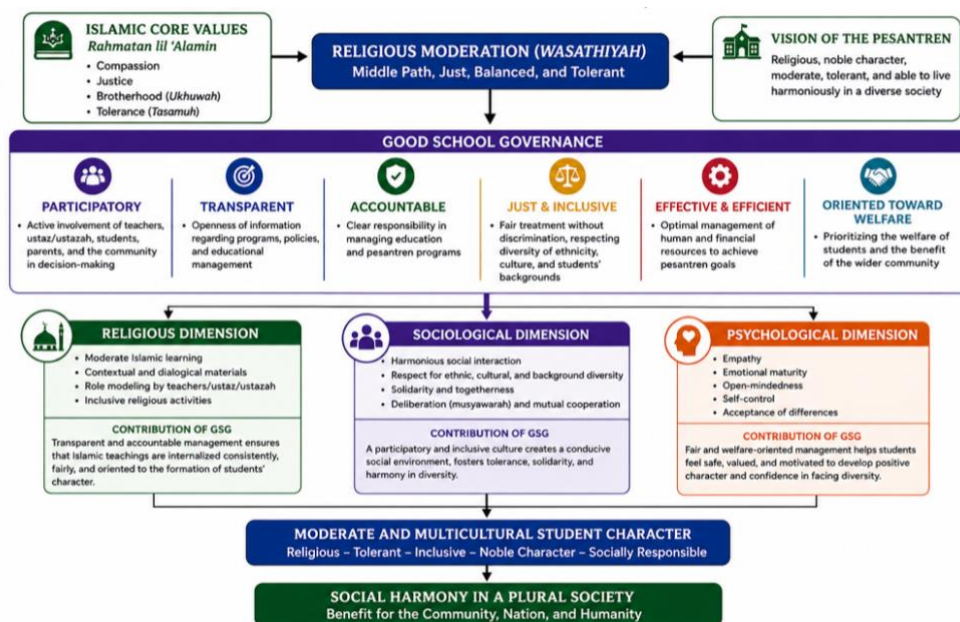 ISLAMIC CORE VALUES
Rahmatan lil 'Alamin
• Compassion
• Justice
• Brotherhood (Ukhuwah)
• Tolerance (Tasamuh)
RELIGIOUS MODERATION (WASATHIYAH)
Middle Path, Just, Balanced, and Tolerant
VISION OF THE PESANTREN
Religious, noble character,
moderate, tolerant, and able to live
harmoniously in a diverse society
GOOD SCHOOL GOVERNANCE
PARTICIPATORY
• Active involvement of teachers,
ustaz/ustazah, students,
parents, and the community
in decision-making
TRANSPARENT
• Openness of information
regarding programs, policies,
and educational
management
ACCOUNTABLE
• Clear responsibility in
managing education
and pesantren programs
JUST & INCLUSIVE
• Fair treatment without
discrimination, respecting
diversity of ethnicity,
culture, and students'
backgrounds
EFFECTIVE & EFFICIENT
• Optimal management of
human and financial
resources to achieve
pesantren goals
ORIENTED TOWARD
WELFARE
• Prioritizing the welfare of
students and the benefit
of the wider community
RELIGIOUS DIMENSION
• Moderate Islamic learning
• Contextual and dialogical materials
• Role modeling by teachers/ustaz/ustazah
• Inclusive religious activities
CONTRIBUTION OF GSG
Transparent and accountable management ensures
that Islamic teachings are internalized consistently,
fairly, and oriented to the formation of students'
character.
SOCIOLOGICAL DIMENSION
• Harmonious social interaction
• Respect for ethnic, cultural, and background diversity
• Solidarity and togetherness
• Deliberation (musyawarah) and mutual cooperation
CONTRIBUTION OF GSG
A participatory and inclusive culture creates a conducive
social environment, fosters tolerance, solidarity, and
harmony in diversity.
PSYCHOLOGICAL DIMENSION
• Empathy
• Emotional maturity
• Open-mindedness
• Self-control
• Acceptance of differences
CONTRIBUTION OF GSG
Fair and welfare-oriented management helps students
feel safe, valued, and motivated to develop positive
character and confidence in facing diversity.
MODERATE AND MULTICULTURAL STUDENT CHARACTER
Religious – Tolerant – Inclusive – Noble Character – Socially Responsible
SOCIAL HARMONY IN A PLURAL SOCIETY
Benefit for the Community, Nation, and Humanity